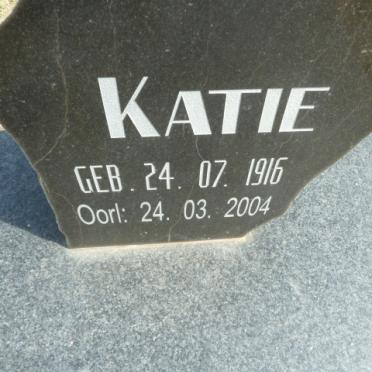 KATIE
GEB. 24. 07. 1916
Oorl: 24. 03. 2004